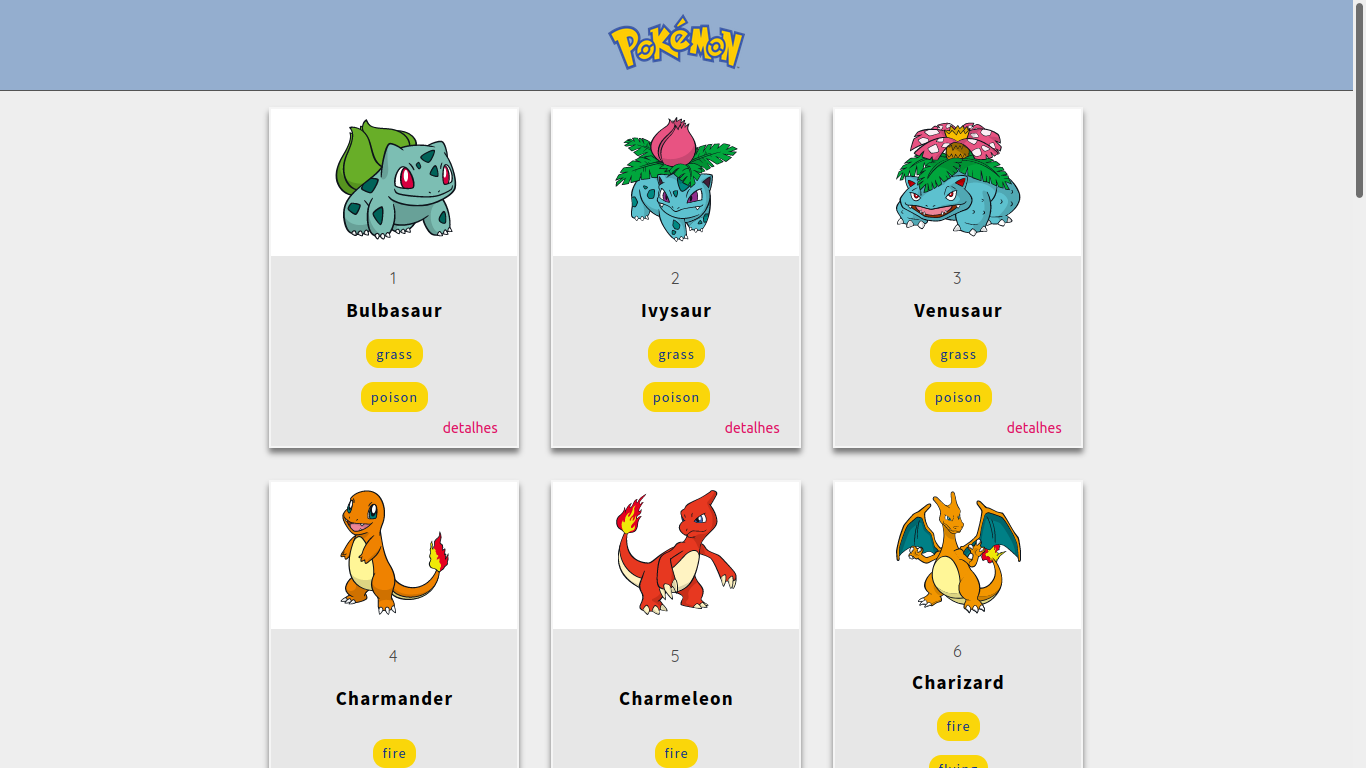 POKÉMON
1
Bulbasaur
grass
poison
detalhes
2
Ivysaur
grass
poison
detalhes
3
Venusaur
grass
poison
detalhes
4
Charmander
fire
5
Charmeleon
fire
6
Charizard
fire
flying